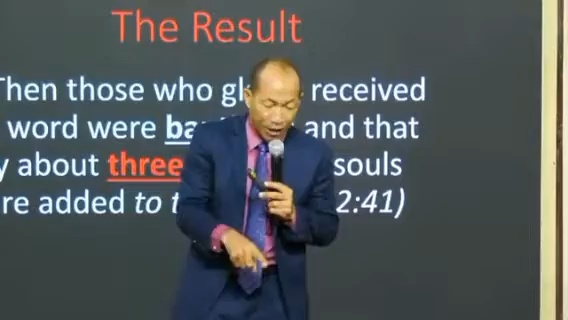 The Result
Then those who gl received
word were ba and that
y about three souls
re added to t 2:41)